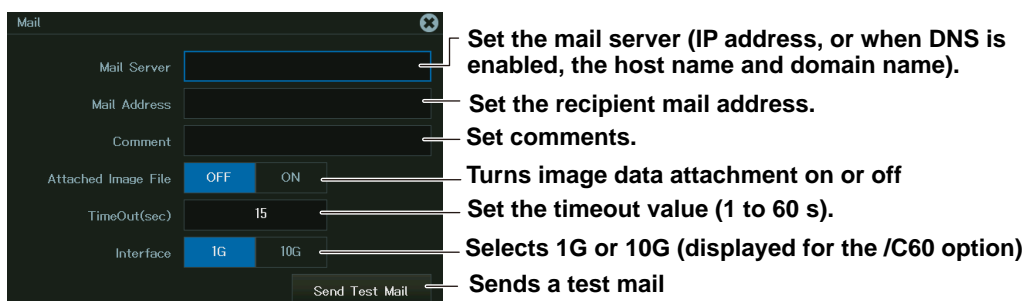 Mail
Mail Server
Set the mail server (IP address, or when DNS is
enabled, the host name and domain name).
Mail Address
Set the recipient mail address.
Comment
Set comments.
Attached Image File OFF ON
Turns image data attachment on or off
TimeOut(sec) 15
Set the timeout value (1 to 60 s).
Interface 1G 10G
Selects 1G or 10G (displayed for the /C60 option)
Send Test Mail
Sends a test mail